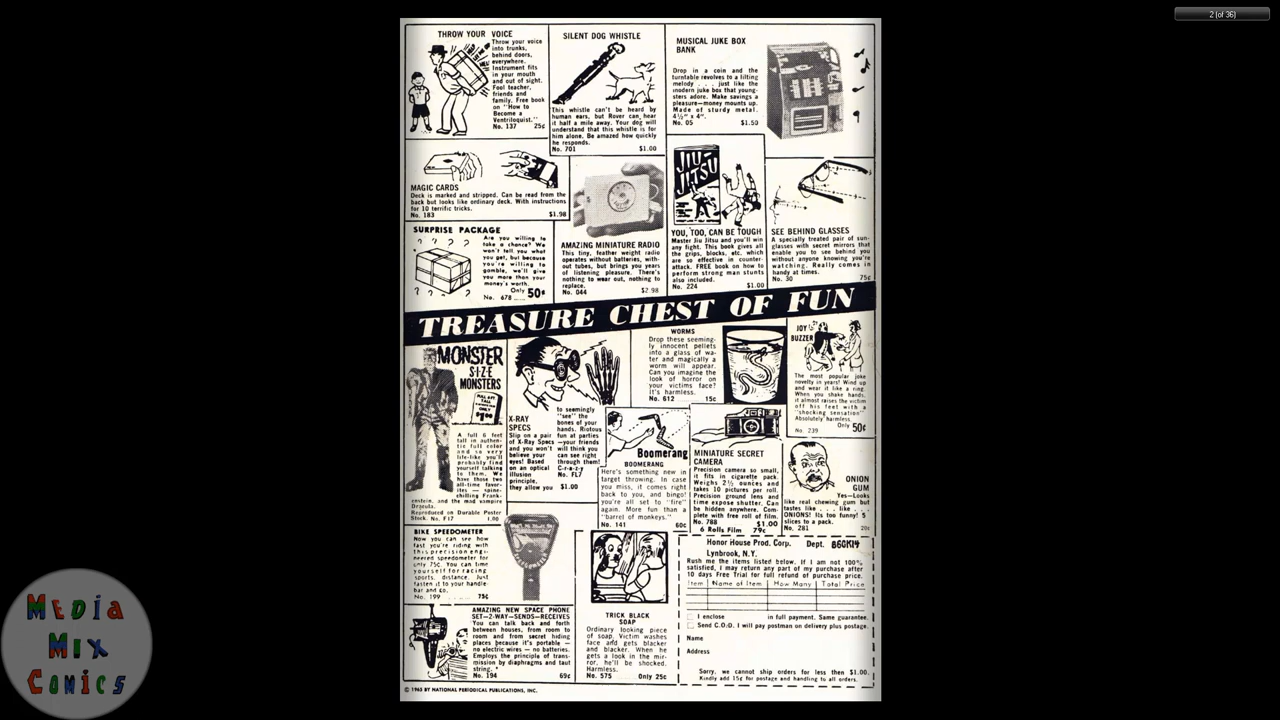 2 (of 36)
THROW YOUR VOICE
Throw your voice
into trunks,
behind doors,
everywhere.
Instrument fits
in your mouth
and out of sight.
Fool teacher,
friends and
family. Free book
on "How to
Become a
Ventriloquist."
No. 137 25¢
SILENT DOG WHISTLE
This whistle can't be heard by
human ears, but Rover can hear
it half a mile away. Your dog will
understand that this whistle is for
him alone. Be amazed how quickly
he responds.
No. 701 $1.00
MUSICAL JUKE BOX
BANK
Drop in a coin and the
turntable revolves to a lilting
melody . . . just like the
modern juke box that young-
sters adore. Make savings a
pleasure—money mounts up.
Made of sturdy metal.
4½" x 4".
No. 05 $1.50
MAGIC CARDS
Deck is marked and stripped. Can be read from the
back but looks like ordinary deck. With instructions
for 10 terrific tricks.
No. 183 $1.98
AMAZING MINIATURE RADIO
This tiny, feather weight radio
operates without batteries, with-
out tubes, but brings you years
of listening pleasure. There's
nothing to wear out, nothing to
replace.
No. 044 $2.98
JIU
JITSU
YOU, TOO, CAN BE TOUGH
Master Jiu Jitsu and you'll win
any fight. This book gives all
the grips, blocks, etc. which
are so effective in counter-
attack. FREE book on how to
perform strong man stunts
also included.
No. 224 $1.00
SEE BEHIND GLASSES
A specially treated pair of sun-
glasses with secret mirrors that
enable you to see behind you
without anyone knowing you're
watching. Really comes in
handy at times.
No. 30 75¢
SURPRISE PACKAGE
Are you willing to
take a chance? We
won't tell you what
you get, but because
you're willing to
gamble, we'll give
you more than your
money's worth.
Only 50¢
No. 678
TREASURE CHEST OF FUN
MONSTER
SIZE
MONSTERS
FULL 6 FT.
TALL
ONLY
$1.00
A full 6 feet
tall in authen-
tic full color
and so very
life-like you'll
probably find
yourself talking
to them. We
have those two
all-time favor-
ites — spine-
chilling Frank-
enstein, and the mad vampire
Dracula.
Reproduced on Durable Poster
Stock. No. F17 1.00
X-RAY
SPECS
Slip on a pair
of X-Ray Specs
and you won't
believe your
eyes! Based
on an optical
illusion
principle,
they allow you
to seemingly
"see" the
bones of your
hands. Riotous
fun at parties
—your friends
will think you
can see right
through them!
C-r-a-z-y
No. FL7
$1.00
WORMS
Drop these seeming-
ly innocent pellets
into a glass of wa-
ter and magically a
worm will appear.
Can you imagine the
look of horror on
your victims face?
It's harmless.
No. 612 15¢
JOY
BUZZER
The most popular joke
novelty in years! Wind up
and wear it like a ring.
When you shake hands,
it almost raises the victim
off his feet with a
"shocking sensation"
Absolutely harmless.
No. 239 Only 50¢
Boomerang
BOOMERANG
Here's something new in
target throwing. In case
you miss, it comes right
back to you, and bingo!
you're all set to "fire"
again. More fun than a
"barrel of monkeys."
No. 141 60¢
MINIATURE SECRET
CAMERA
Precision camera so small,
it fits in cigarette pack.
Weighs 2½ ounces and
takes 10 pictures per roll.
Precision ground lens and
time expose shutter. Can
be hidden anywhere. Com-
plete with free roll of film.
No. 788 $1.00
6 Rolls Film 79¢
ONION
GUM
Yes—Looks
like real chewing gum but
tastes like . . . like . .
ONIONS! Its too funny! 5
slices to a pack.
No. 281 20¢
BIKE SPEEDOMETER
Now you can see how
fast you're riding with
this precision engi-
neered speedometer for
only 75¢. You can time
yourself for racing
sports, distance. Just
fasten it to your handle-
bar and go.
No. 199 75¢
AMAZING NEW SPACE PHONE
SET—2-WAY—SENDS—RECEIVES
You can talk back and forth
between houses, from room to
room and from secret hiding
places because it's portable —
no electric wires — no batteries.
Employs the principle of trans-
mission by diaphragms and taut
string.
No. 194 69¢
TRICK BLACK
SOAP
Ordinary looking piece
of soap. Victim washes
face and gets blacker
and blacker. When he
gets a look in the mir-
ror, he'll be shocked.
Harmless.
No. 575 Only 25¢
Honor House Prod. Corp. Dept. 860K14
Lynbrook, N.Y.
Rush me the items listed below. If I am not 100%
satisfied, I may return any part of my purchase after
10 days Free Trial for full refund of purchase price.
Item Name of Item How Many Total Price
I enclose in full payment. Same guarantee.
Send C.O.D. I will pay postman on delivery plus postage.
Name
Address
Sorry, we cannot ship orders for less then $1.00.
Kindly add 15¢ for postage and handling to all orders.
© 1965 BY NATIONAL PERIODICAL PUBLICATIONS, INC.
MEDIA
MIX
COMICS